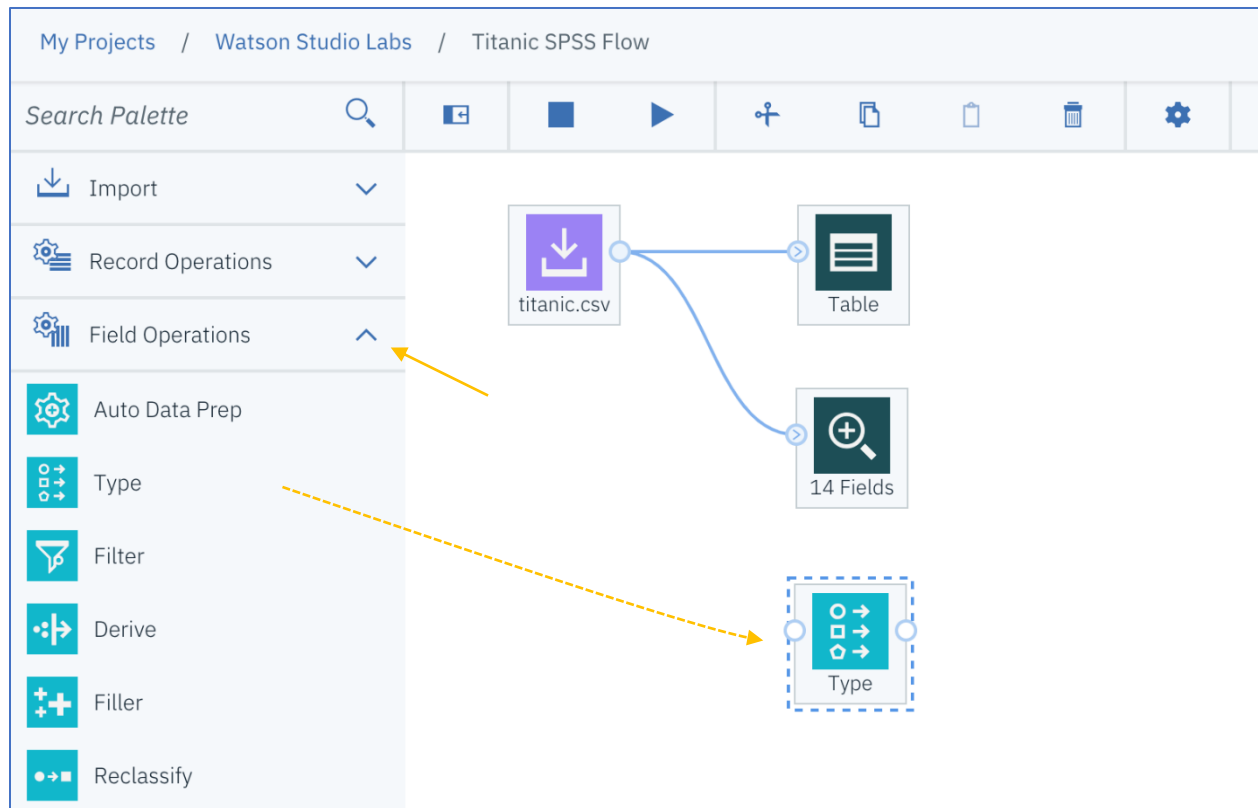 My Projects / Watson Studio Labs / Titanic SPSS Flow
Search Palette
Import
Record Operations
Field Operations
Auto Data Prep
Type
Filter
Derive
Filler
Reclassify
titanic.csv
Table
14 Fields
Type